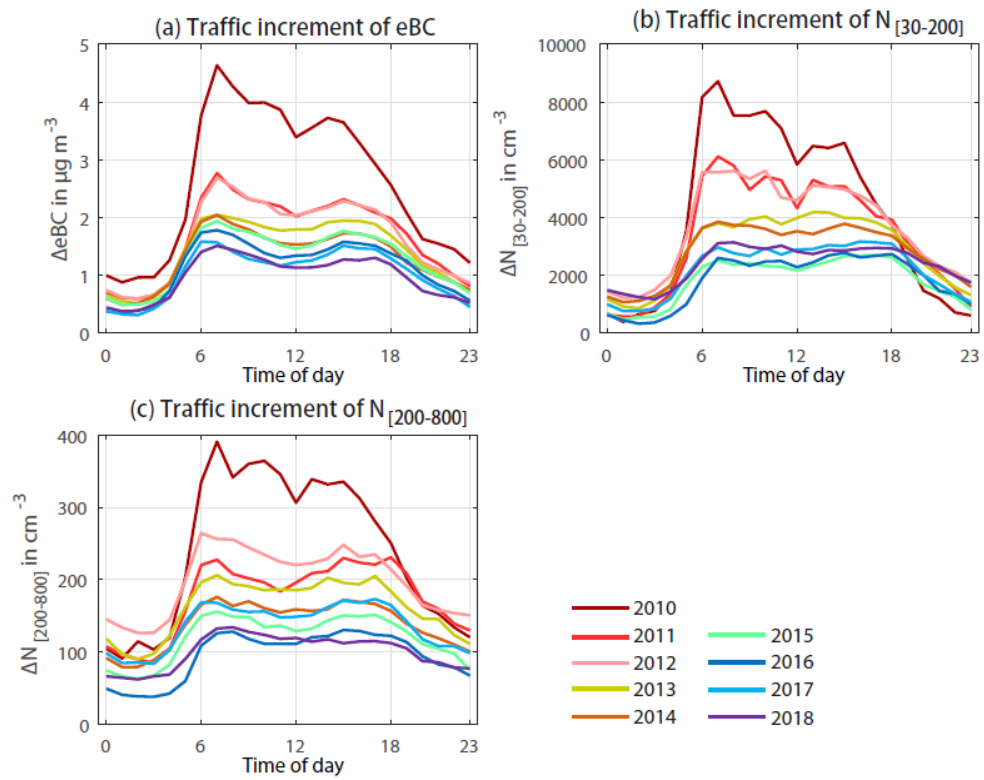 (a) Traffic increment of eBC
5
4
3
2
1
0
ΔeBC in μg m⁻³
0 6 12 18 23
Time of day
(b) Traffic increment of N[30-200]
10000
8000
6000
4000
2000
0
ΔN[30-200] in cm⁻³
0 6 12 18 23
Time of day
(c) Traffic increment of N[200-800]
400
300
200
100
0
ΔN[200-800] in cm⁻³
0 6 12 18 23
Time of day
2010
2011
2012
2013
2014
2015
2016
2017
2018